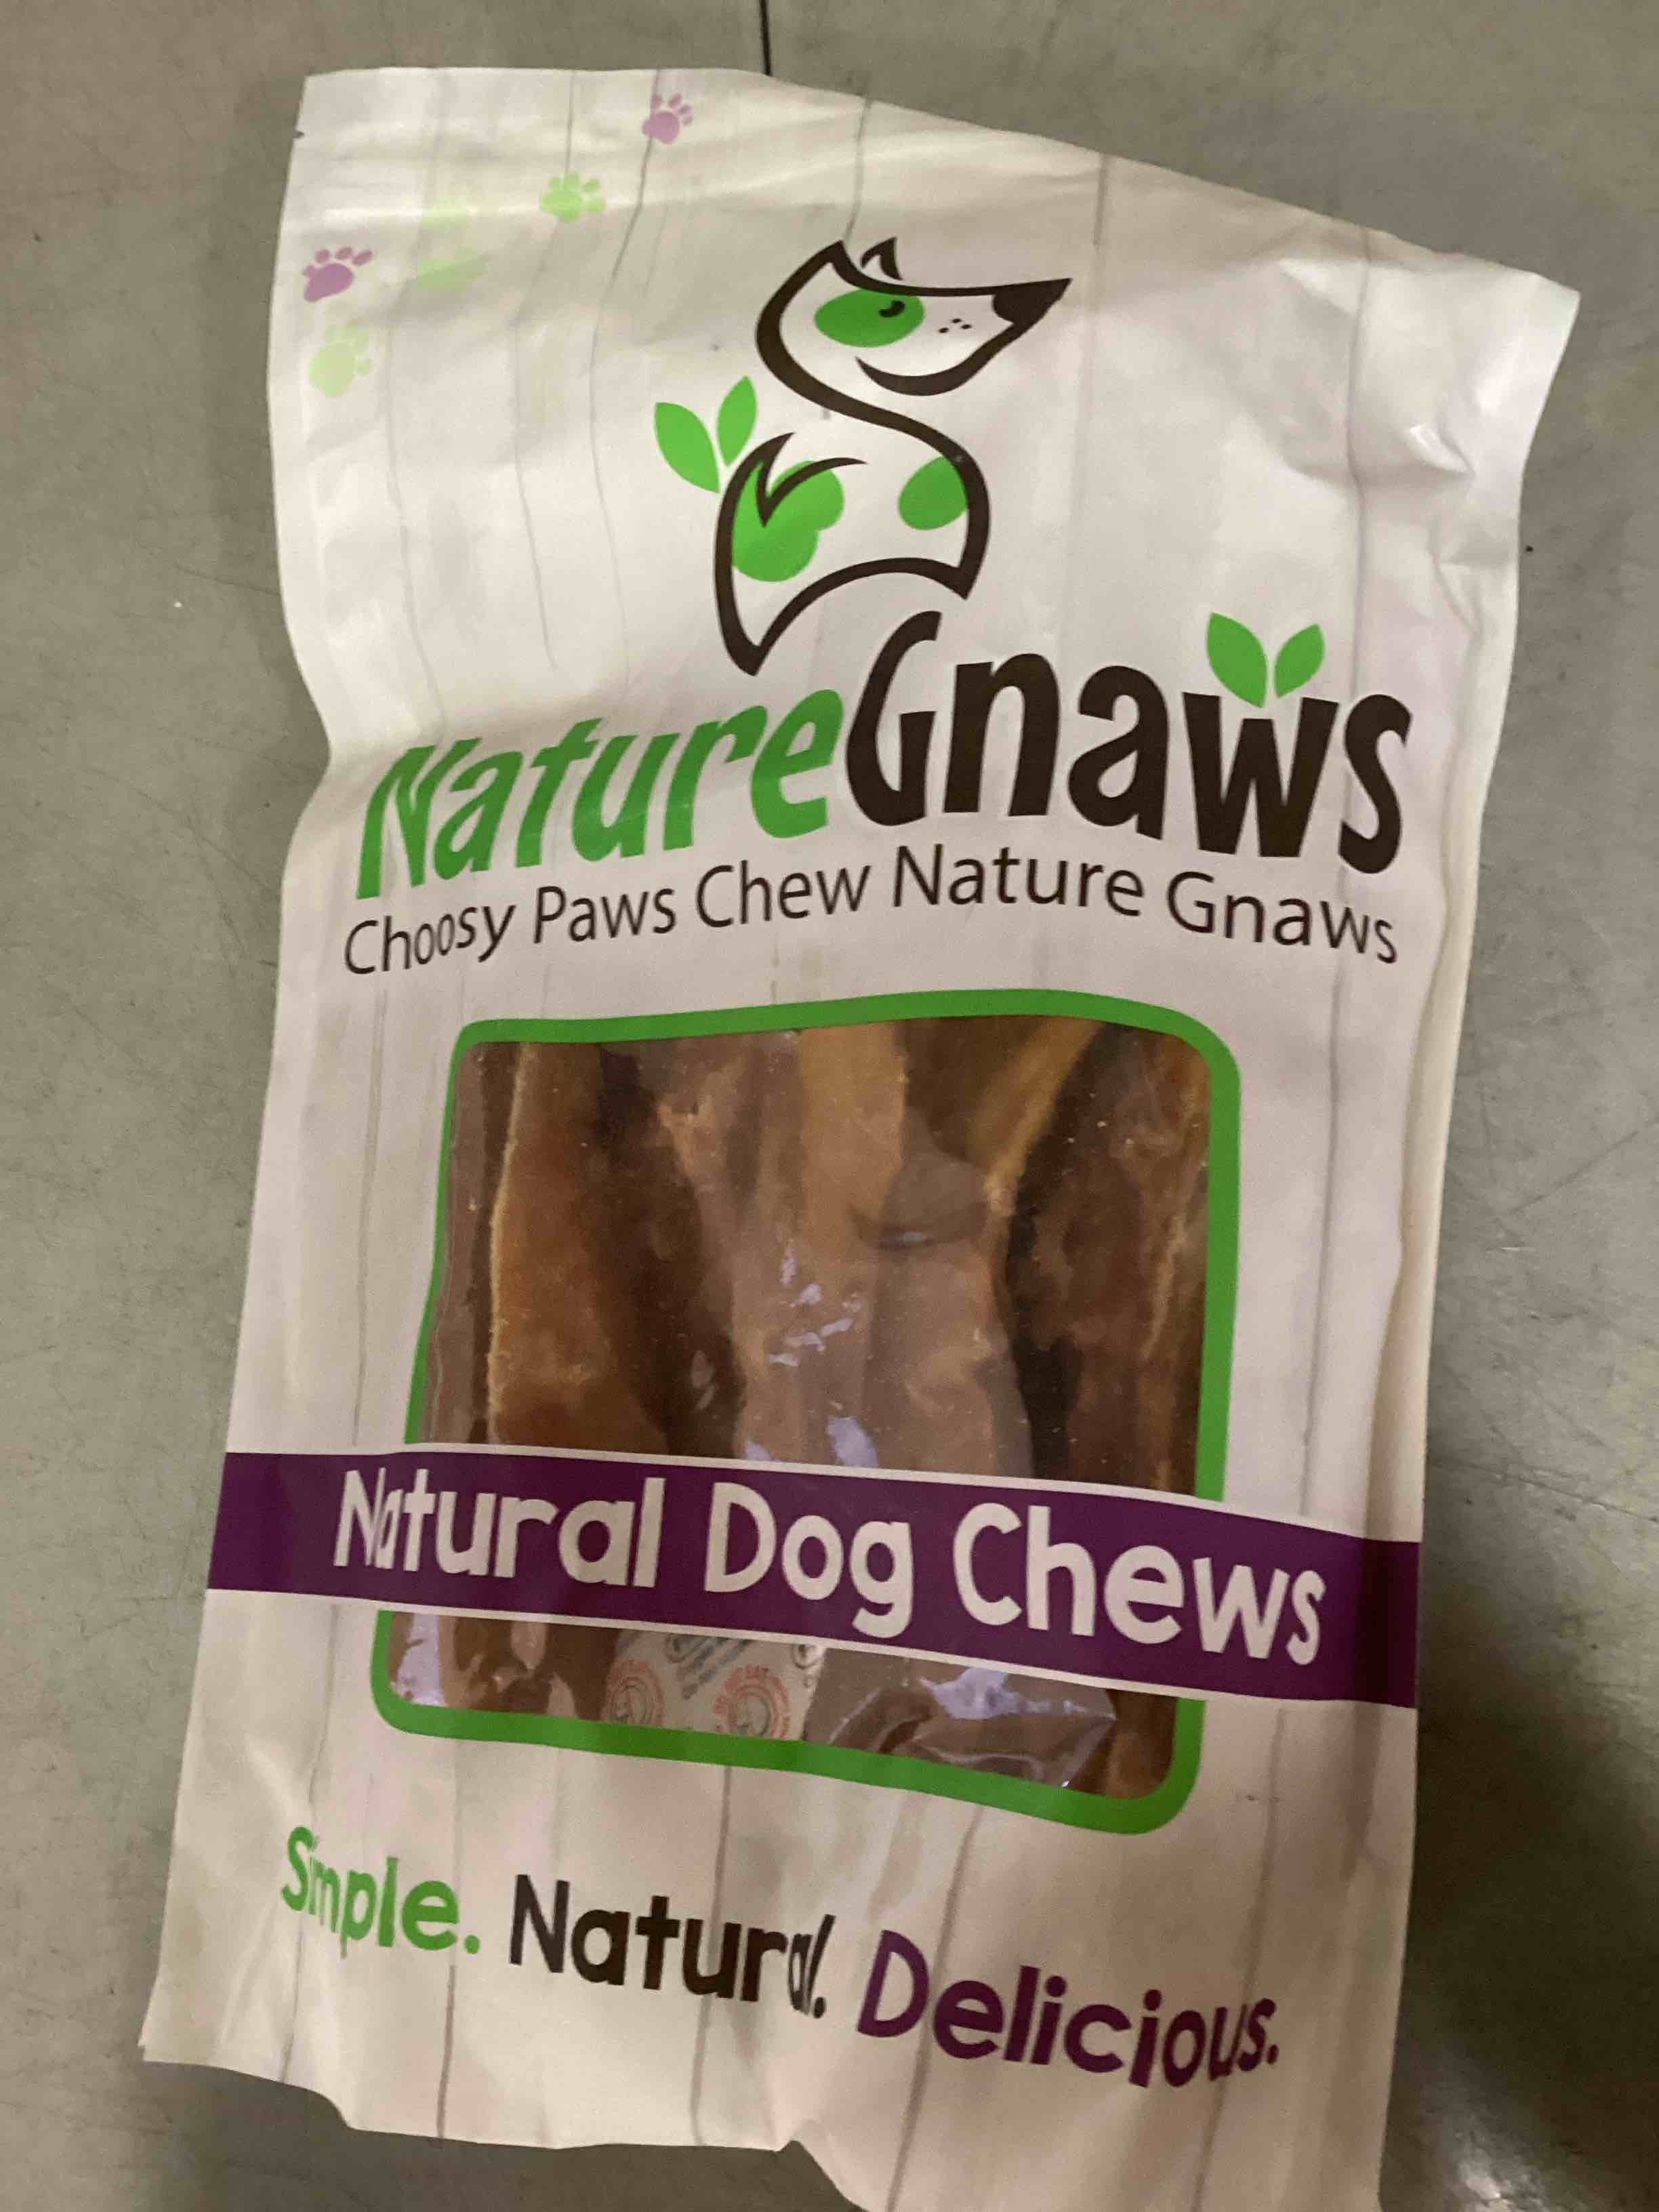 NatureGnaws
Choosy Paws Chew Nature Gnaws
Natural Dog Chews
Simple. Natural. Delicious.